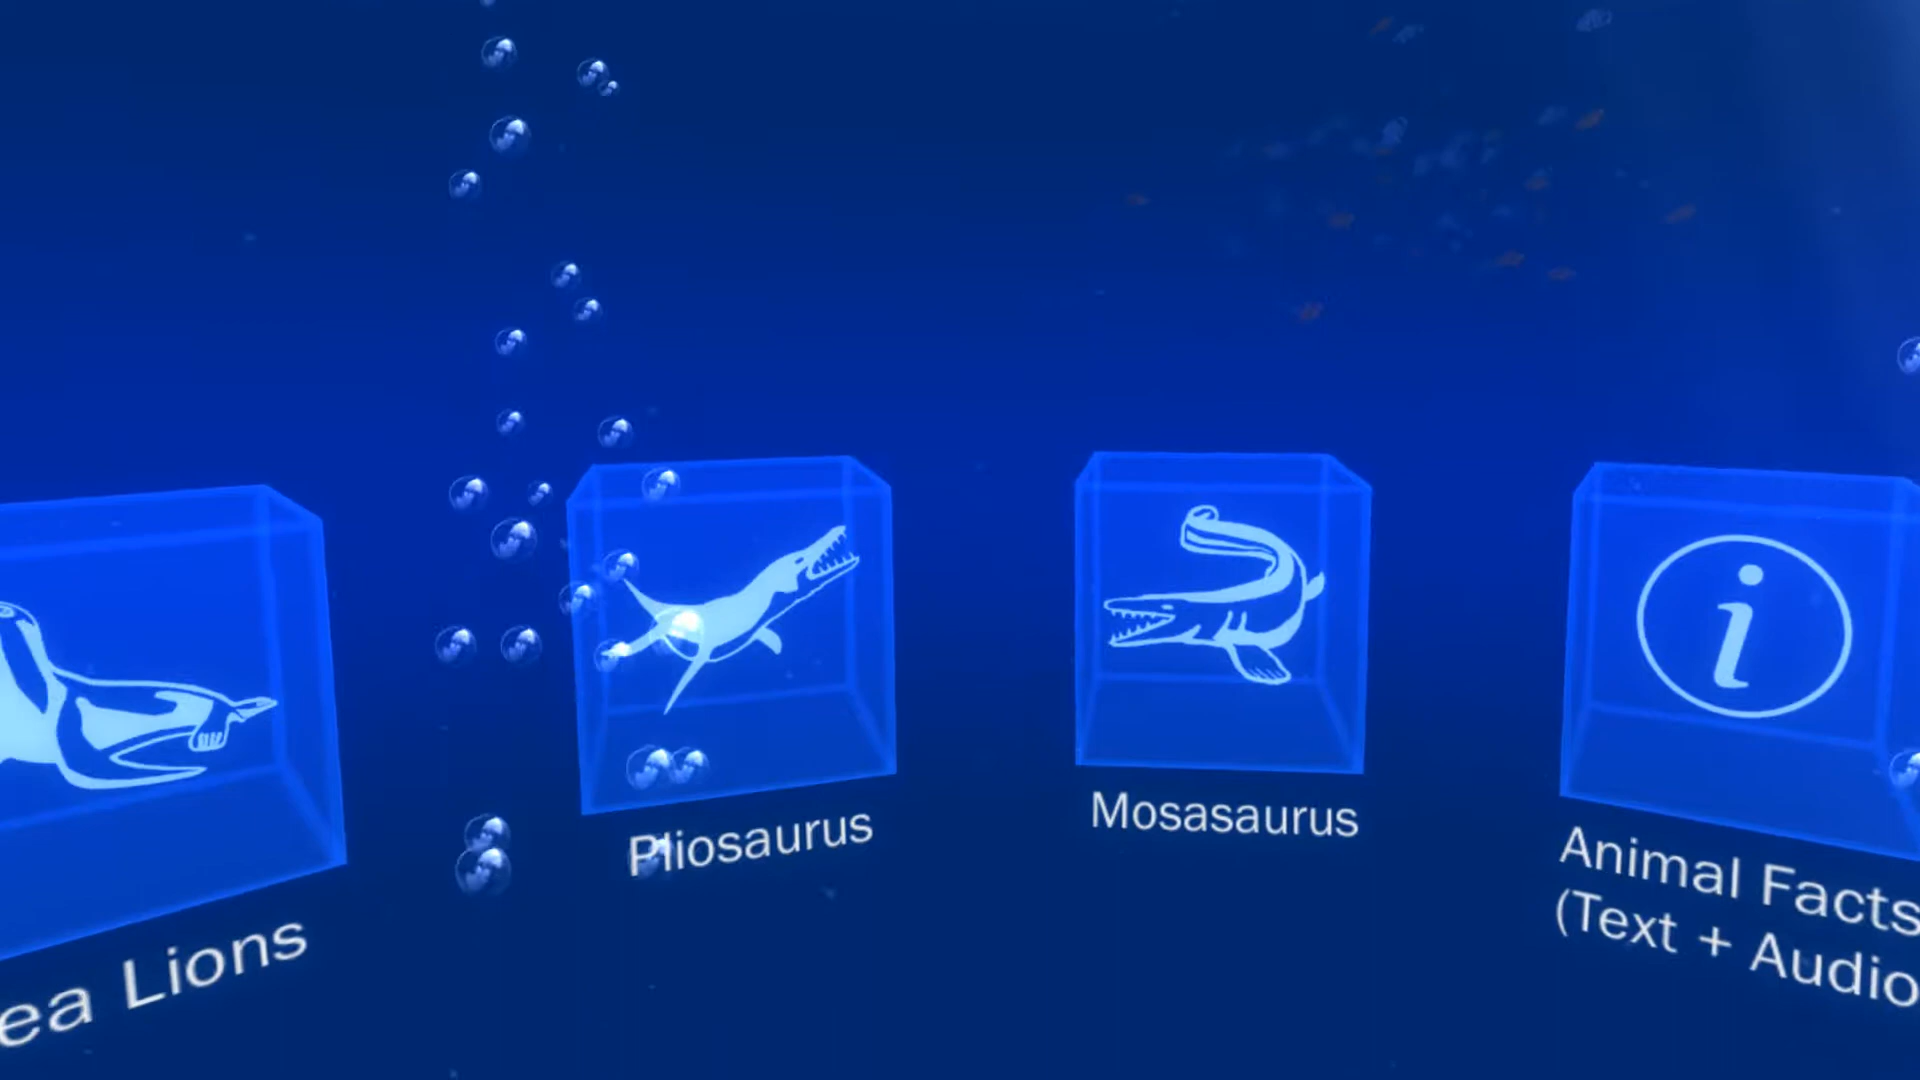 ea Lions
Pliosaurus
Mosasaurus
i
Animal Facts
(Text + Audio